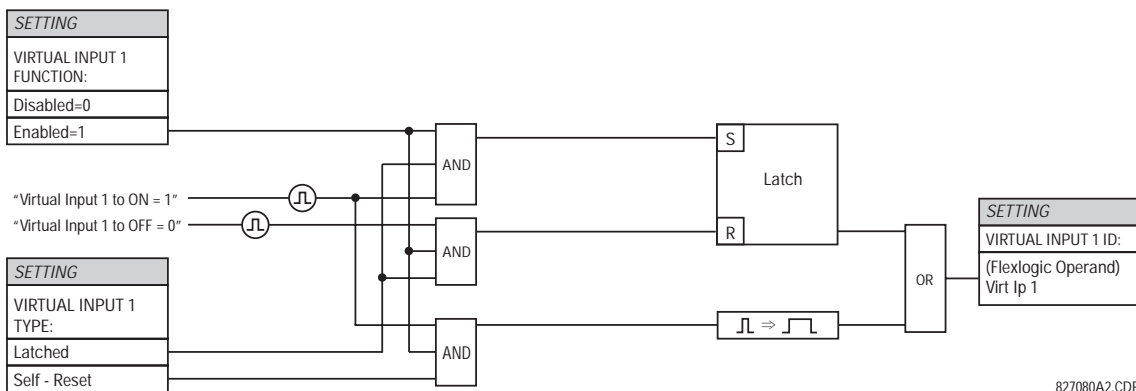 SETTING
VIRTUAL INPUT 1
FUNCTION:
Disabled=0
Enabled=1
"Virtual Input 1 to ON = 1"
"Virtual Input 1 to OFF = 0"
SETTING
VIRTUAL INPUT 1
TYPE:
Latched
Self - Reset
AND
AND
AND
S
Latch
R
OR
SETTING
VIRTUAL INPUT 1 ID:
(Flexlogic Operand)
Virt Ip 1